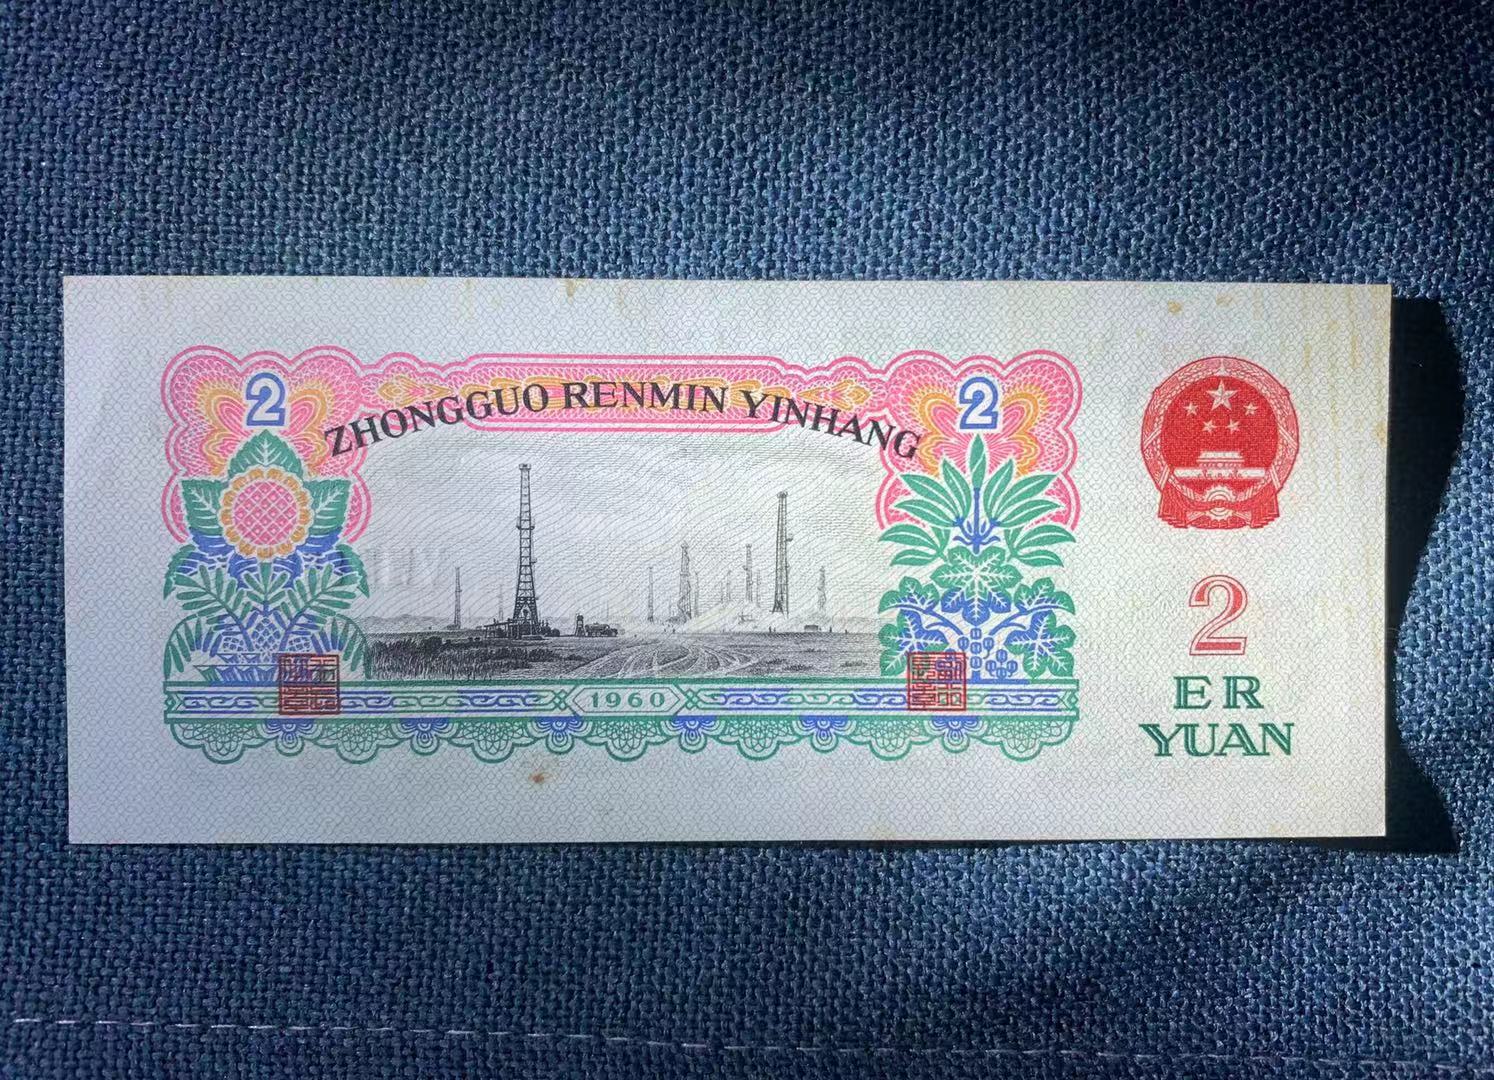 2
2
ZHONGGUO RENMIN YINHANG
1960
2
ER
YUAN